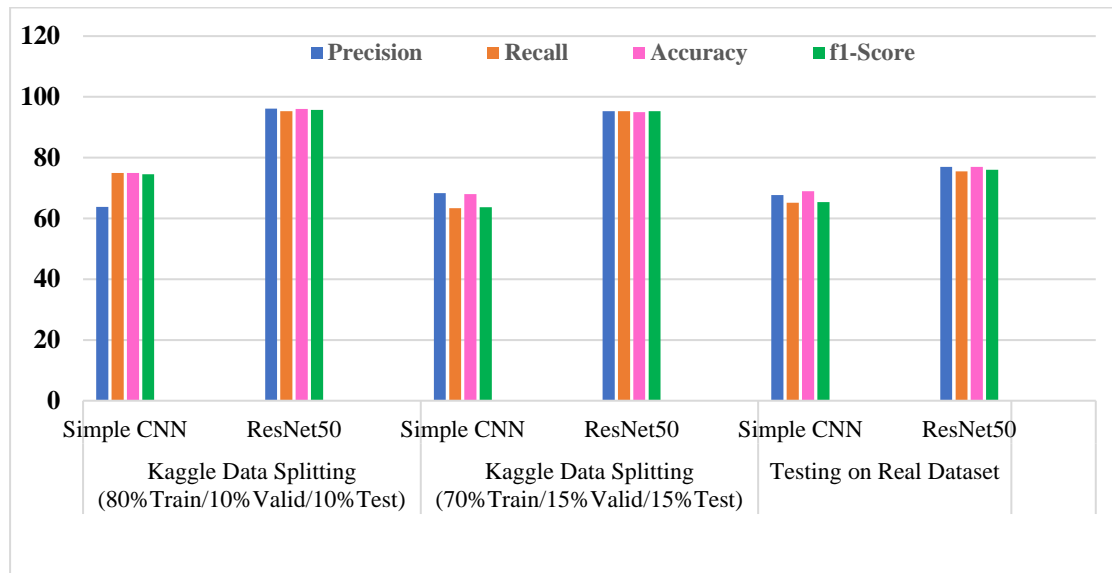 120
Precision Recall Accuracy f1-Score
100
80
60
40
20
0
Simple CNN ResNet50 Simple CNN ResNet50 Simple CNN ResNet50
Kaggle Data Splitting Kaggle Data Splitting Testing on Real Dataset
(80%Train/10%Valid/10%Test) (70%Train/15%Valid/15%Test)